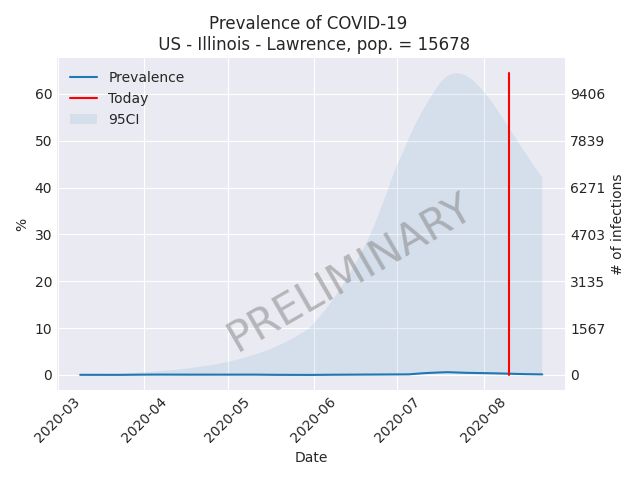 Prevalence of COVID-19
US - Illinois - Lawrence, pop. = 15678
Prevalence
Today
95CI
60
50
40
30
20
10
0
%
9406
7839
6271
4703
3135
1567
0
# of infections
PRELIMINARY
2020-03
2020-04
2020-05
2020-06
2020-07
2020-08
Date